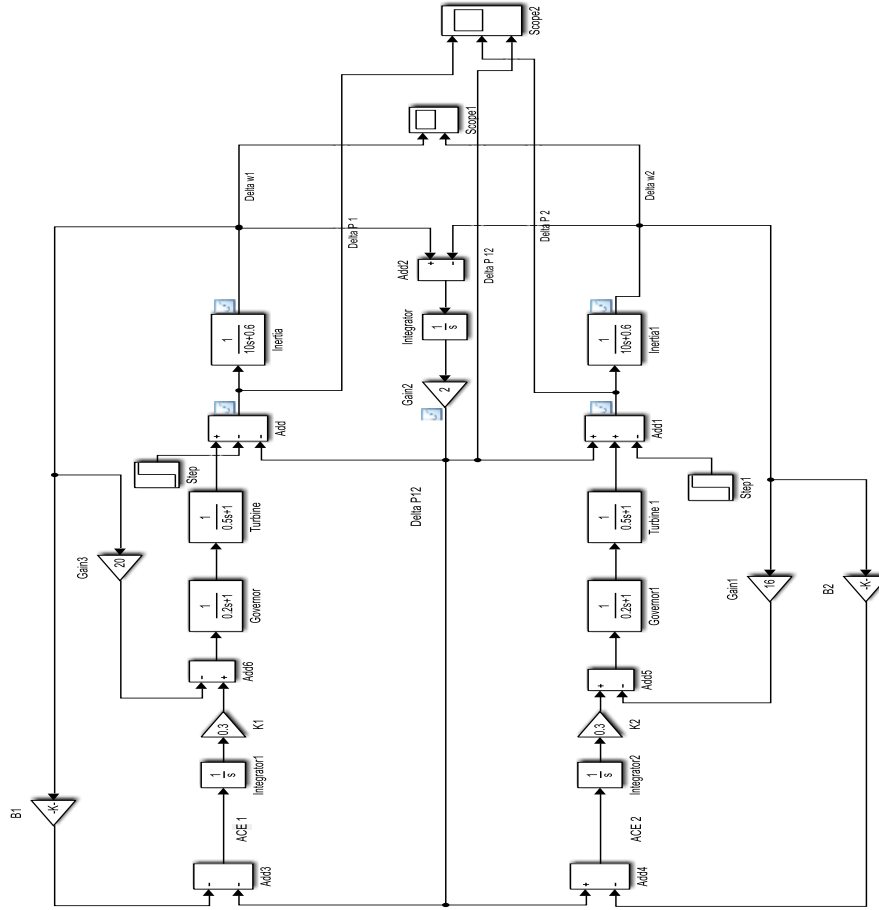 B1
-K-
Gain3
20
Step
-
-
Add3
ACE 1
1
s
Integrator1
0.3
K1
-
+
Add6
1
0.2s+1
Governor
1
0.5s+1
Turbine
+
-
-
Add
1
10s+0.6
Inertia
Delta w1
Delta P 1
Delta P12
Gain2
2
Integrator
1
s
Add2
+
-
Scope1
Delta P 12
Scope2
Delta P 2
+
-
Add4
ACE 2
1
s
Integrator2
0.3
K2
+
-
Add5
1
0.2s+1
Governor1
1
0.5s+1
Turbine 1
+
+
-
Add1
1
10s+0.6
Inertia1
Delta w2
Step1
Gain1
16
B2
-K-